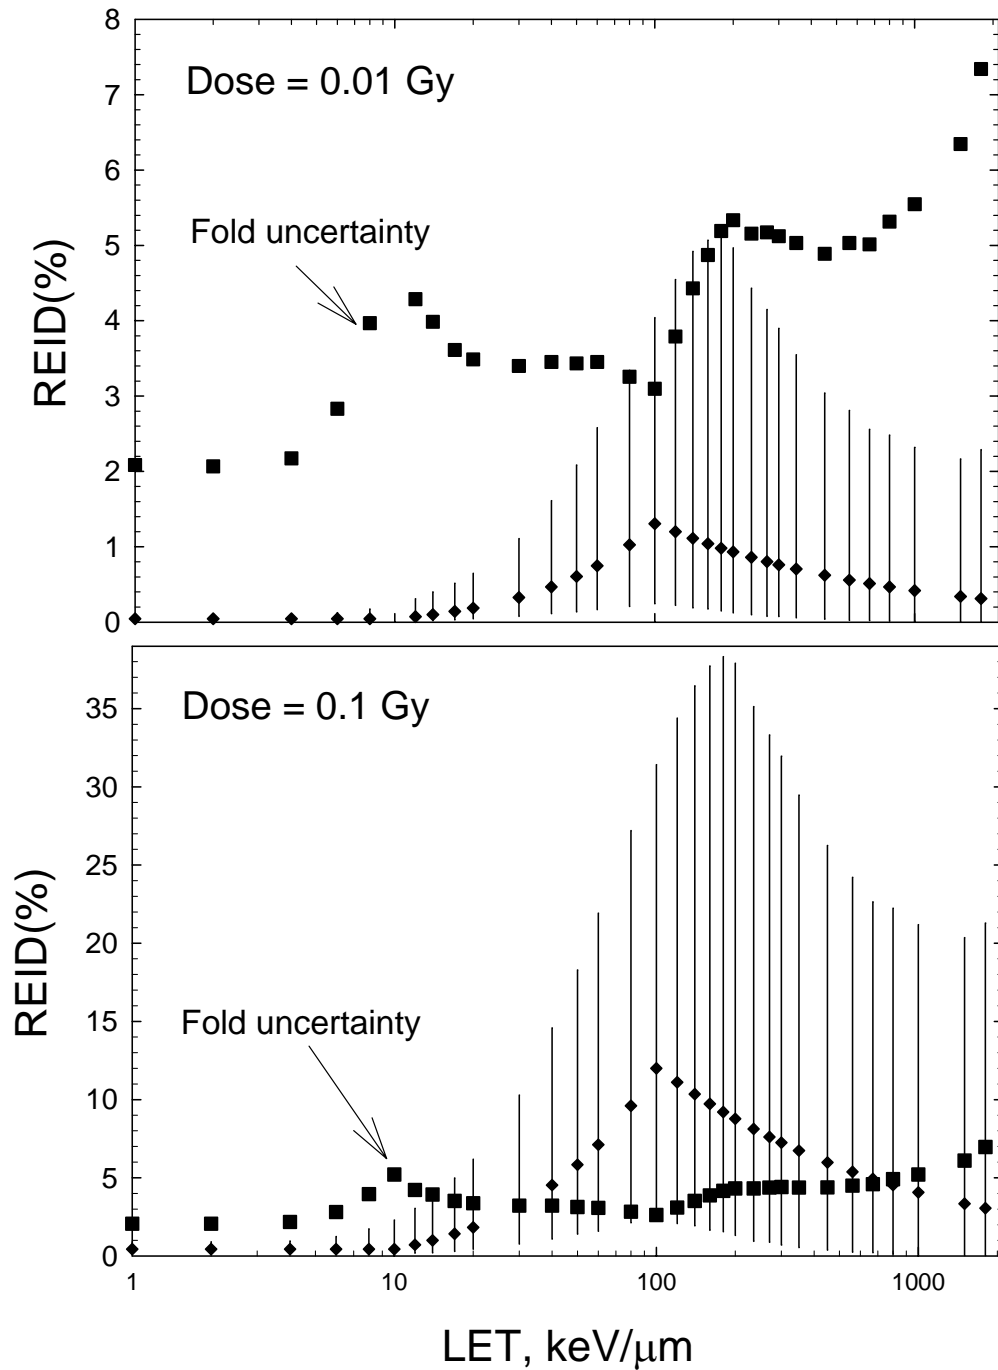 8
Dose = 0.01 Gy
7
6
Fold uncertainty
5
REID(%)
4
3
2
1
0
35
Dose = 0.1 Gy
30
25
20
REID(%)
15
Fold uncertainty
10
5
0
1 10 100 1000
LET, keV/μm